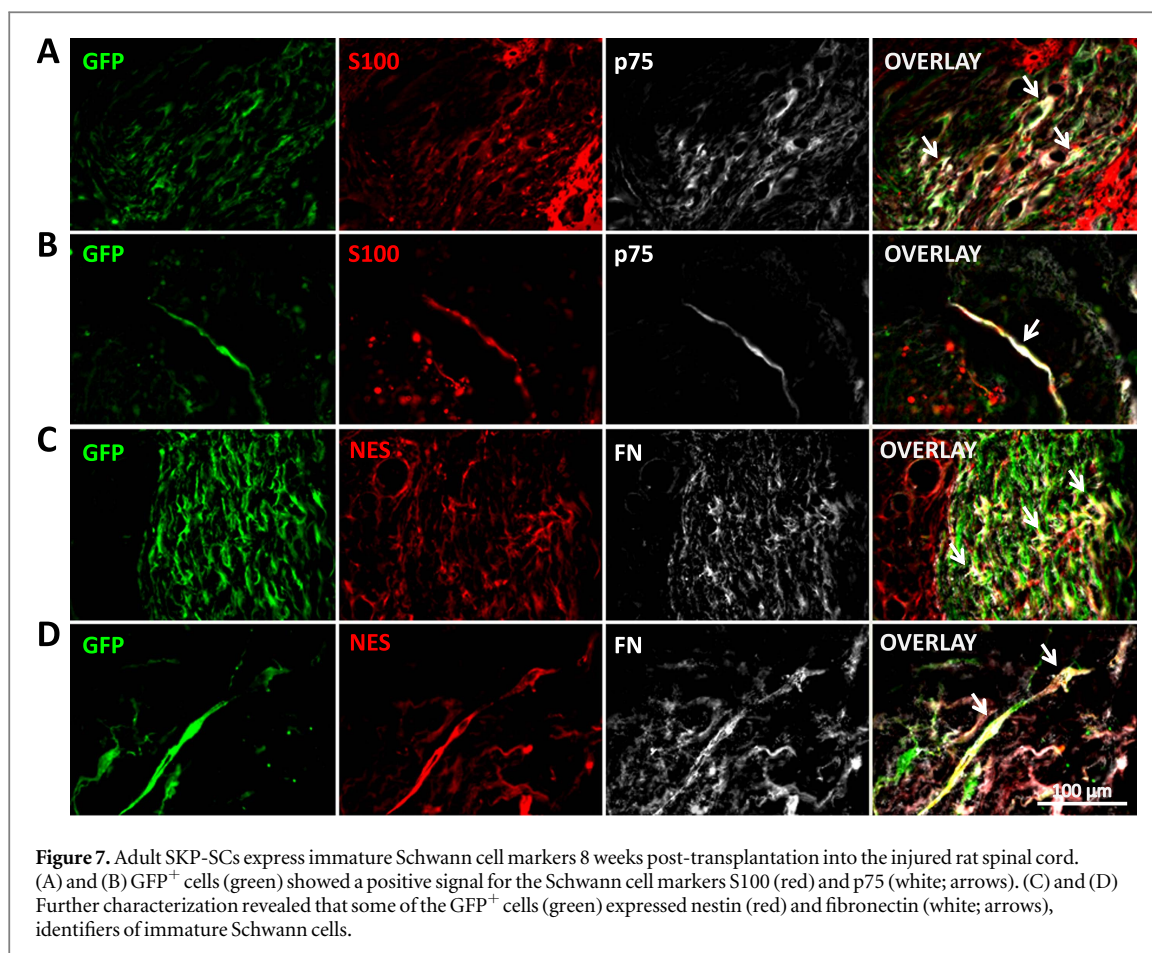 A
GFP
S100
p75
OVERLAY
B
GFP
S100
p75
OVERLAY
C
GFP
NES
FN
OVERLAY
D
GFP
NES
FN
OVERLAY
100 µm
Figure 7. Adult SKP-SCs express immature Schwann cell markers 8 weeks post-transplantation into the injured rat spinal cord.
(A) and (B) GFP⁺ cells (green) showed a positive signal for the Schwann cell markers S100 (red) and p75 (white; arrows). (C) and (D)
Further characterization revealed that some of the GFP⁺ cells (green) expressed nestin (red) and fibronectin (white; arrows),
identifiers of immature Schwann cells.